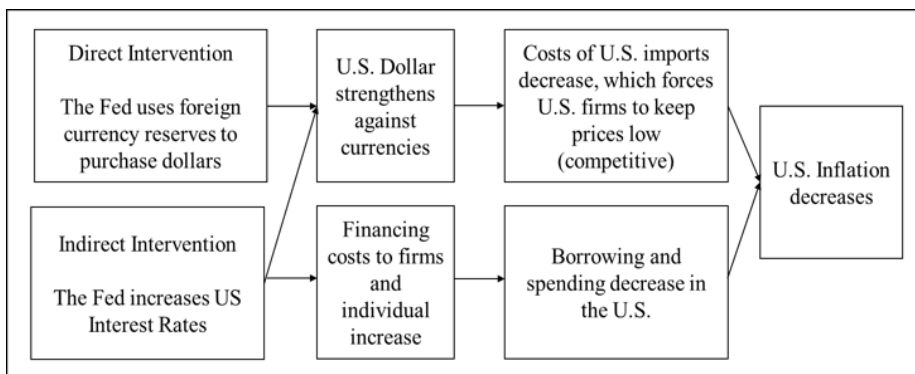 Direct Intervention
The Fed uses foreign
currency reserves to
purchase dollars
U.S. Dollar
strengthens
against
currencies
Costs of U.S. imports
decrease, which forces
U.S. firms to keep
prices low
(competitive)
U.S. Inflation
decreases
Indirect Intervention
The Fed increases US
Interest Rates
Financing
costs to firms
and
individual
increase
Borrowing and
spending decrease in
the U.S.